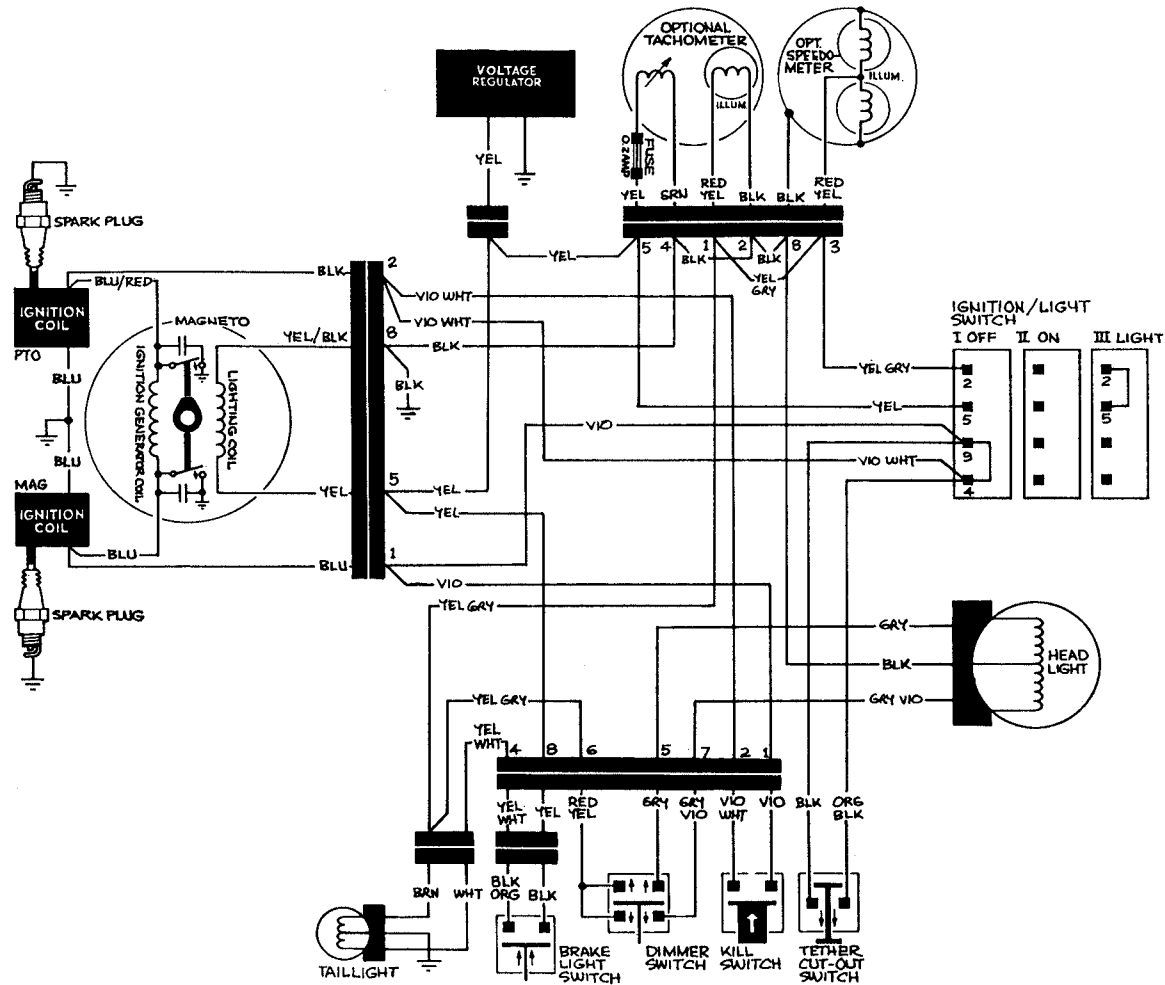 OPTIONAL
TACHOMETER
OPT.
SPEEDO-
METER
ILLUM.
ILLUM.
VOLTAGE
REGULATOR
FUSE
0.2 AMP
YEL
YEL
GRN
RED
YEL
BLK
BLK
RED
YEL
5
4
1
2
8
3
BLK
BLK
YEL
GRY
YEL
SPARK PLUG
BLU/RED
BLK
2
VIO WHT
VIO WHT
IGNITION
COIL
PTO
MAGNETO
YEL/BLK
8
BLK
BLK
IGNITION/LIGHT
SWITCH
I OFF
II ON
III LIGHT
YEL GRY
2
2
YEL
5
5
BLU
IGNITION GENERATOR COIL
LIGHTING COIL
VIO
9
VIO WHT
4
BLU
MAG
IGNITION
COIL
YEL
5
YEL
YEL
BLU
BLU
1
VIO
SPARK PLUG
YEL GRY
GRY
BLK
GRY VIO
HEAD
LIGHT
YEL GRY
YEL
WHT
4
8
6
5
7
2
1
YEL
WHT
YEL
RED
YEL
GRY
GRY
VIO
VIO
WHT
VIO
BLK
ORG
BLK
BRN
WHT
BLK
ORG
BLK
TAILLIGHT
BRAKE
LIGHT
SWITCH
DIMMER
SWITCH
KILL
SWITCH
TETHER
CUT-OUT
SWITCH